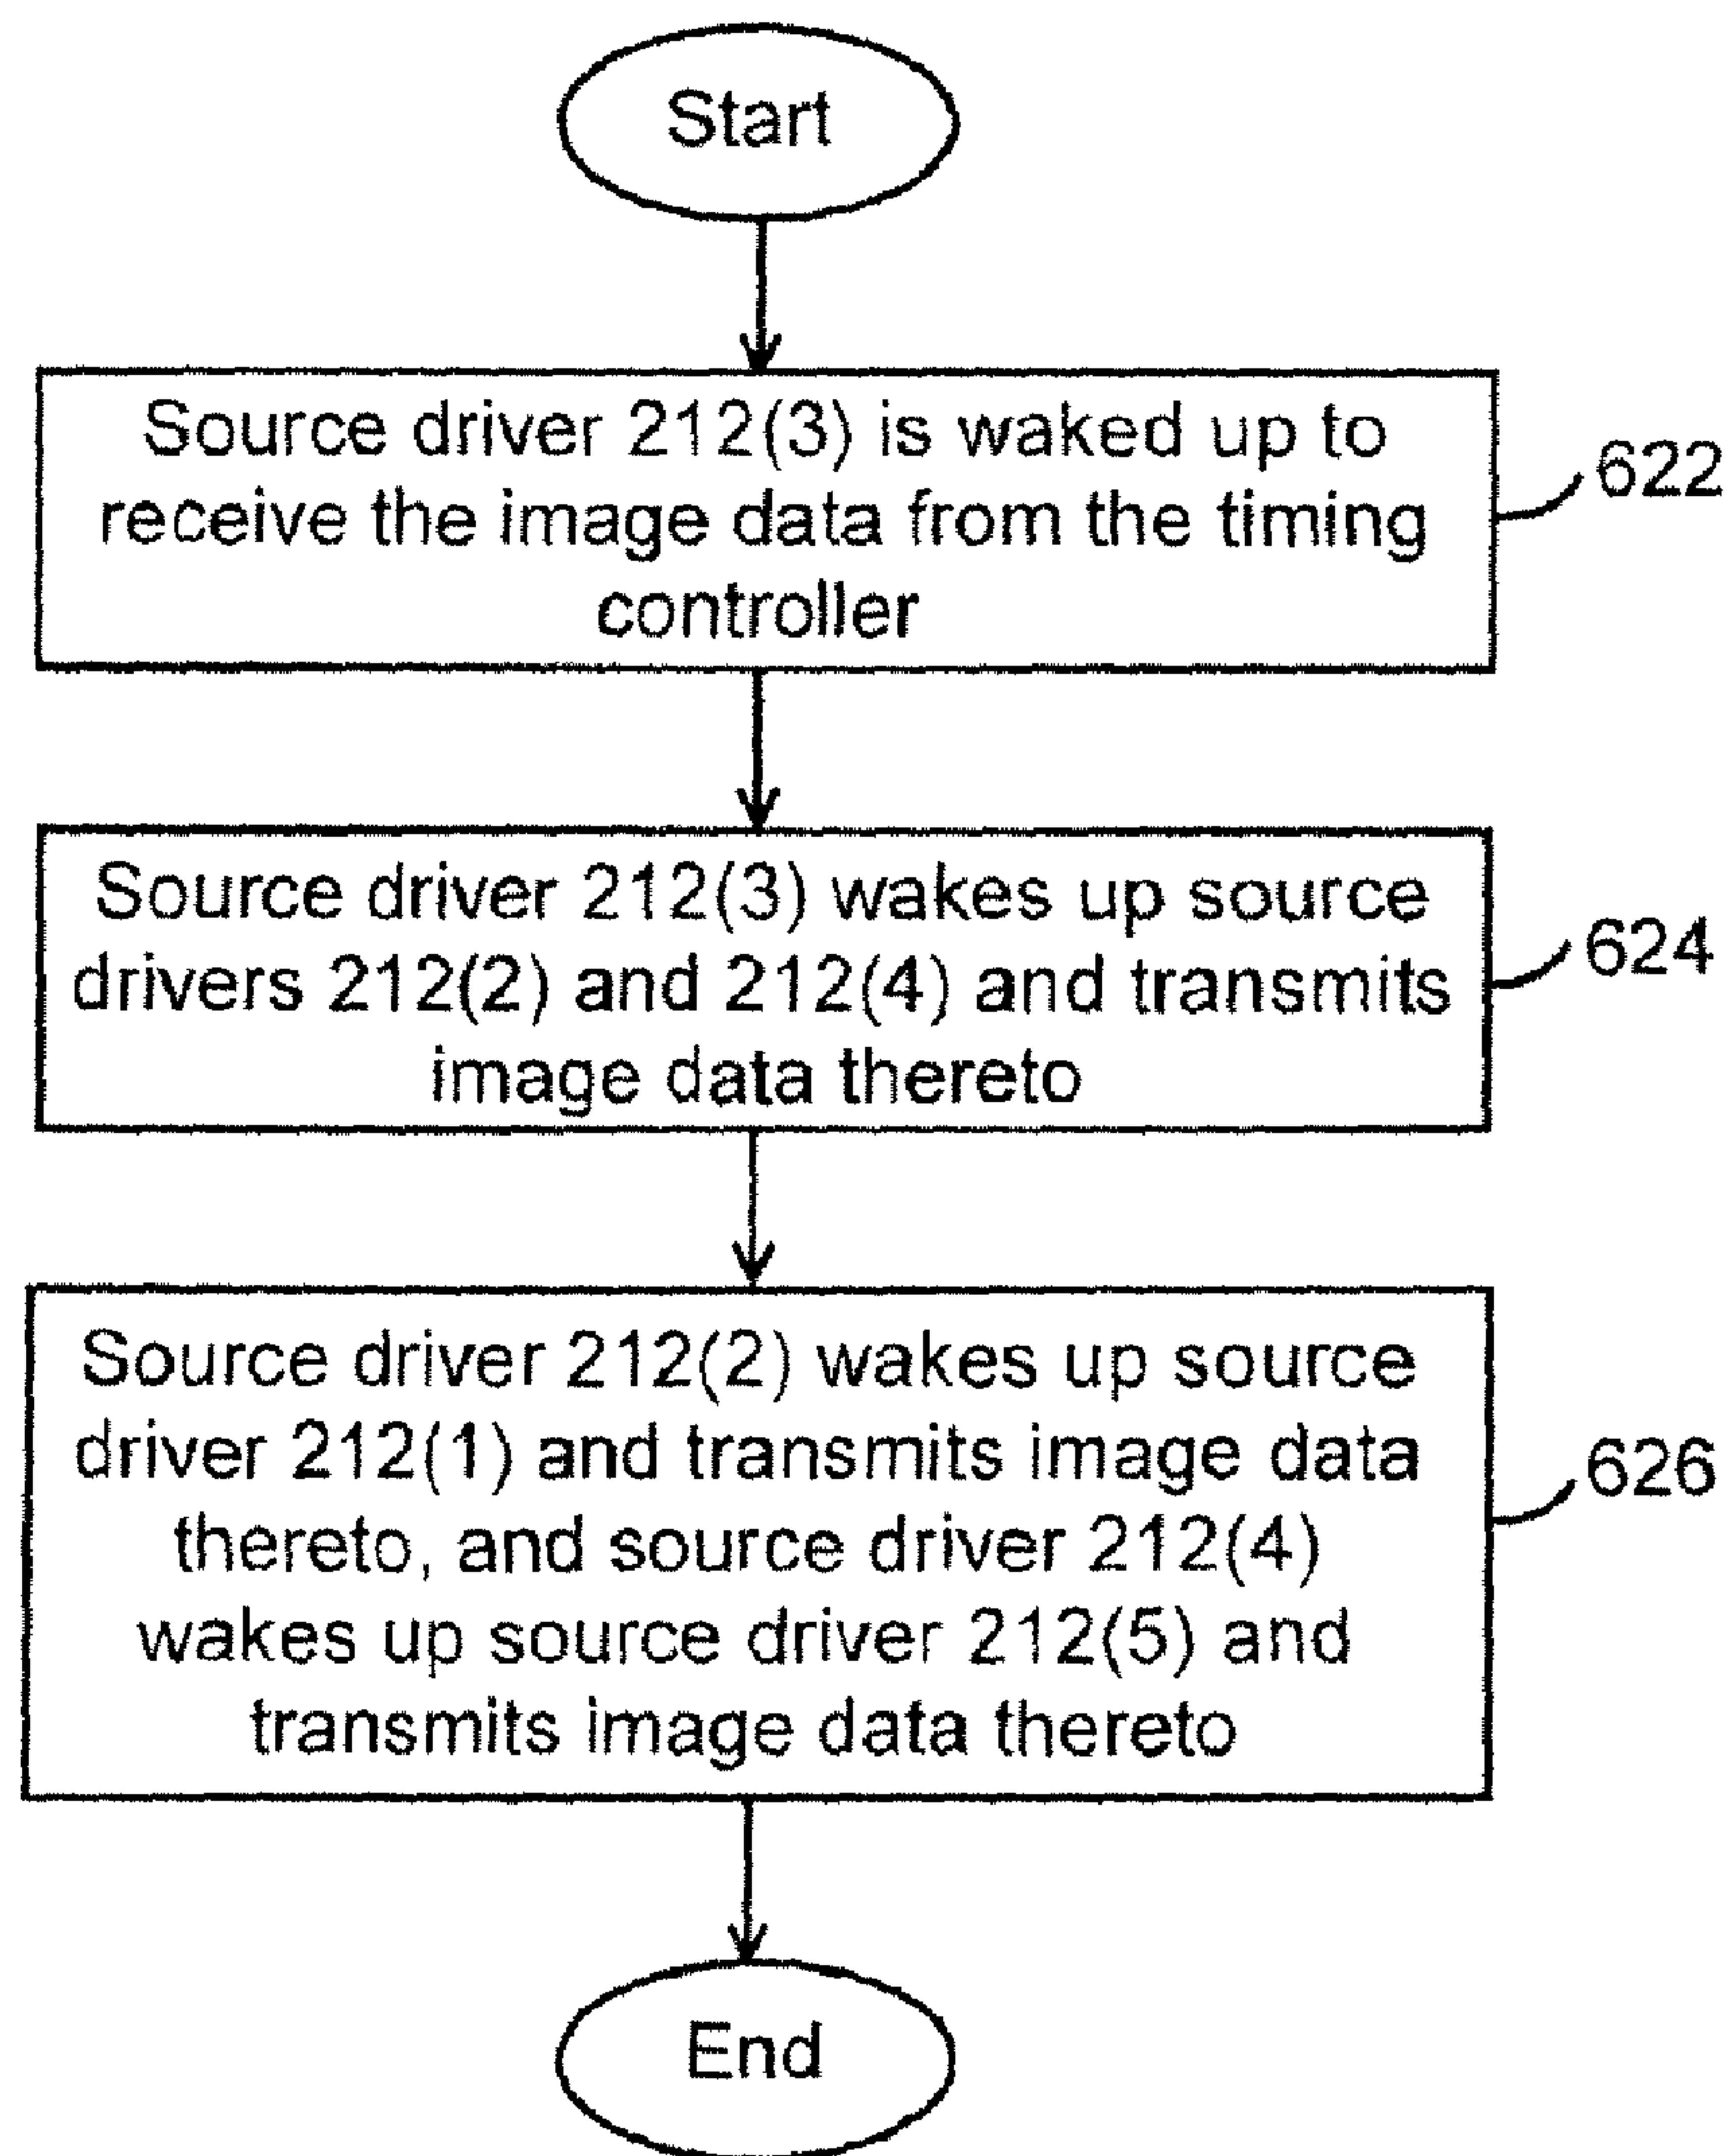 Start
Source driver 212(3) is waked up to
receive the image data from the timing
controller
622
Source driver 212(3) wakes up source
drivers 212(2) and 212(4) and transmits
image data thereto
624
Source driver 212(2) wakes up source
driver 212(1) and transmits image data
thereto, and source driver 212(4)
wakes up source driver 212(5) and
transmits image data thereto
626
End